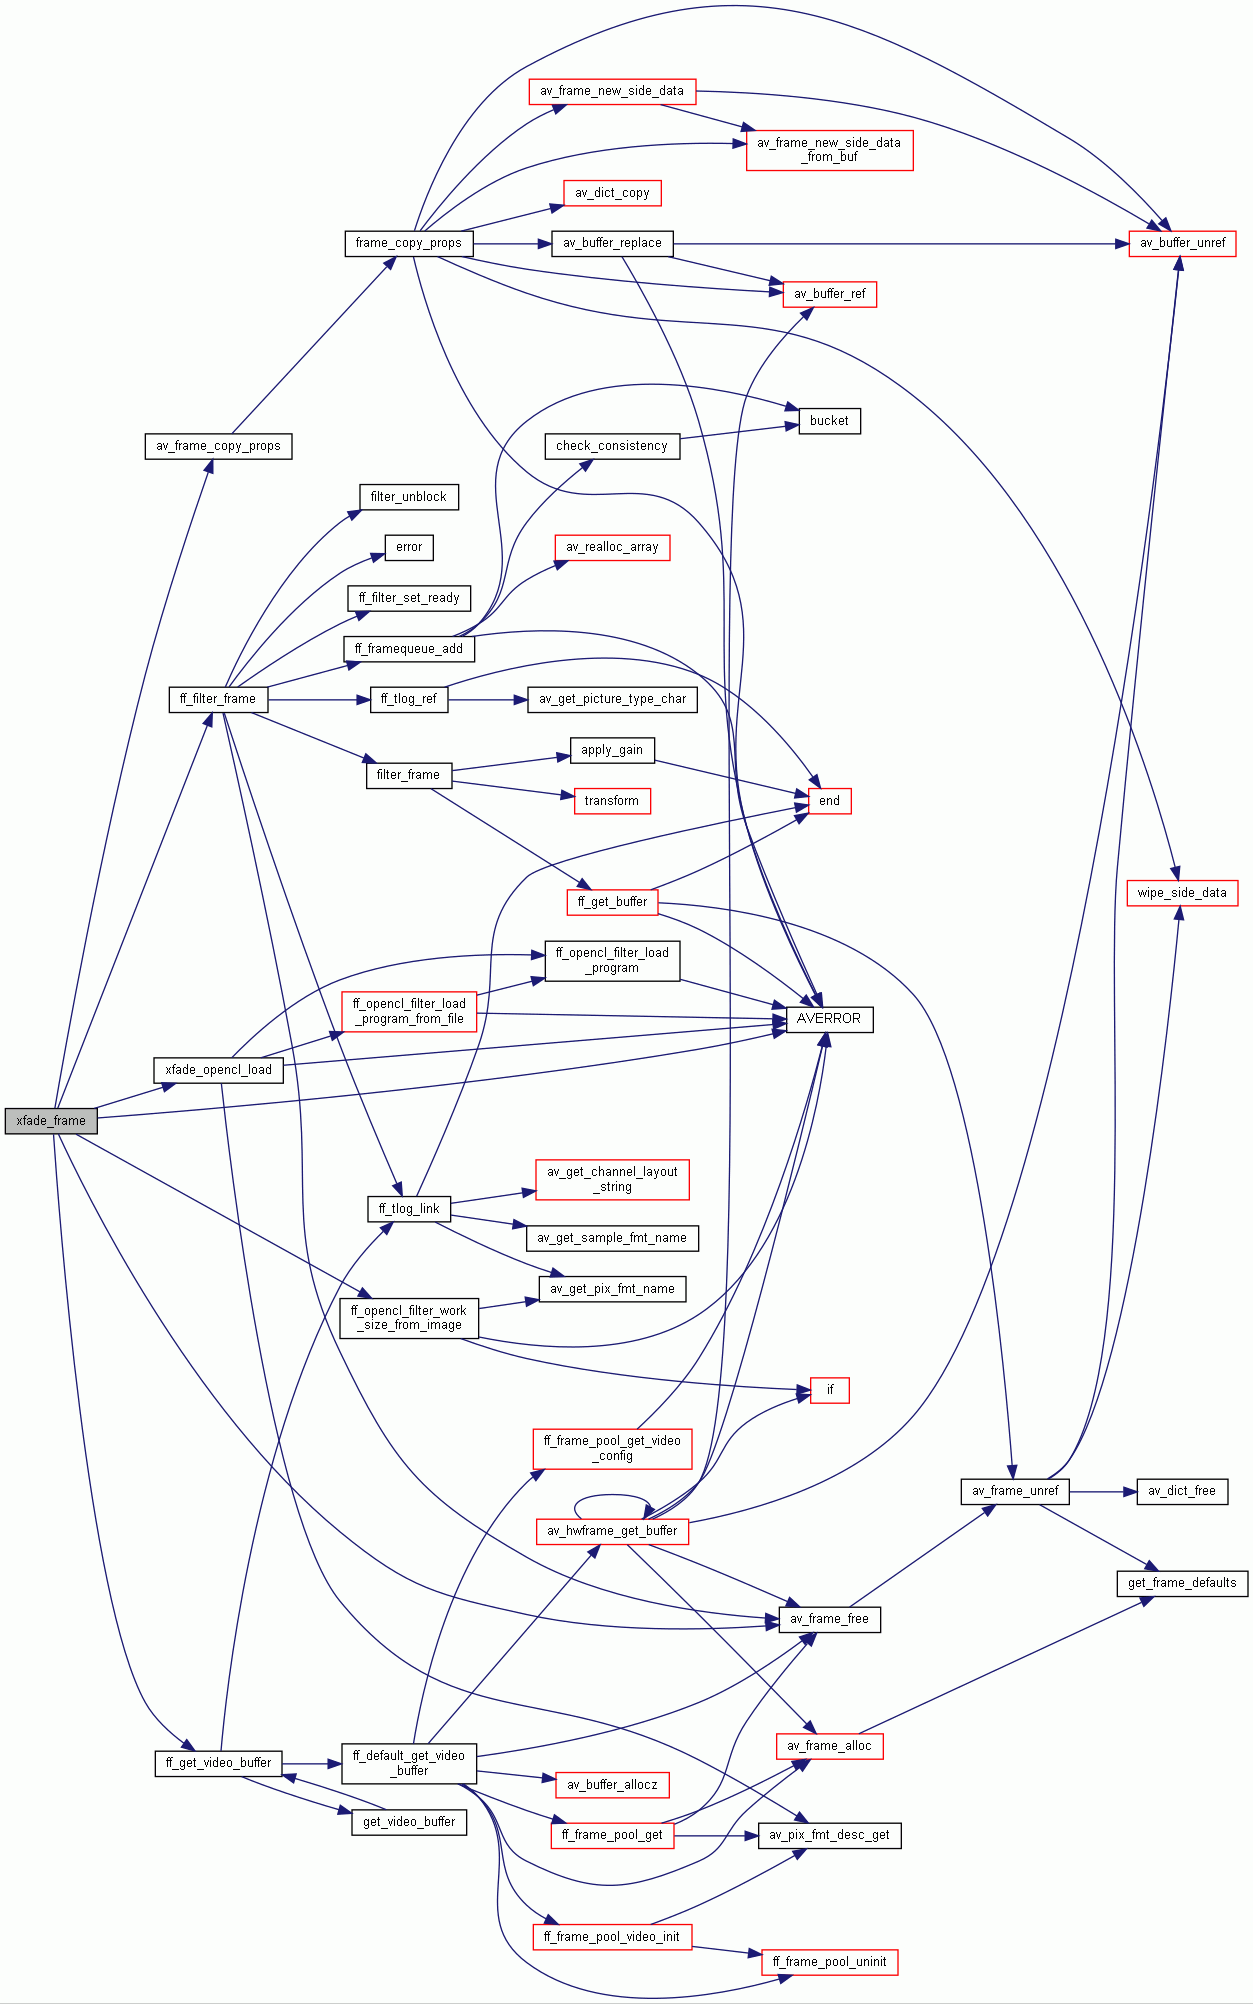 av_frame_new_side_data
av_frame_new_side_data
_from_buf
av_dict_copy
frame_copy_props
av_buffer_replace
av_buffer_unref
av_buffer_ref
bucket
av_frame_copy_props
check_consistency
filter_unblock
error
av_realloc_array
ff_filter_set_ready
ff_framequeue_add
ff_filter_frame
ff_tlog_ref
av_get_picture_type_char
apply_gain
filter_frame
transform
end
ff_get_buffer
wipe_side_data
ff_opencl_filter_load
_program
ff_opencl_filter_load
_program_from_file
AVERROR
xfade_opencl_load
xfade_frame
av_get_channel_layout
_string
ff_tlog_link
av_get_sample_fmt_name
av_get_pix_fmt_name
ff_opencl_filter_work
_size_from_image
if
ff_frame_pool_get_video
_config
av_frame_unref
av_dict_free
av_hwframe_get_buffer
get_frame_defaults
av_frame_free
av_frame_alloc
ff_get_video_buffer
ff_default_get_video
_buffer
av_buffer_allocz
get_video_buffer
ff_frame_pool_get
av_pix_fmt_desc_get
ff_frame_pool_video_init
ff_frame_pool_uninit